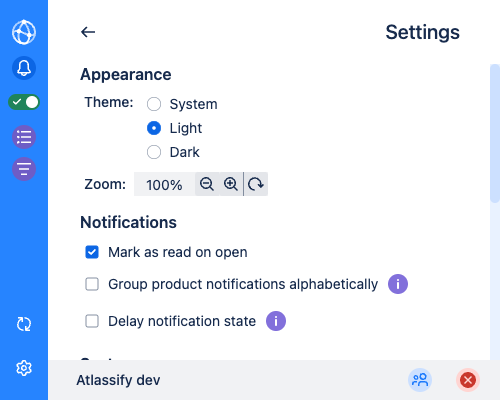 Settings
Appearance
Theme:
System
Light
Dark
Zoom: 100%
Notifications
Mark as read on open
Group product notifications alphabetically
Delay notification state
Atlassify dev